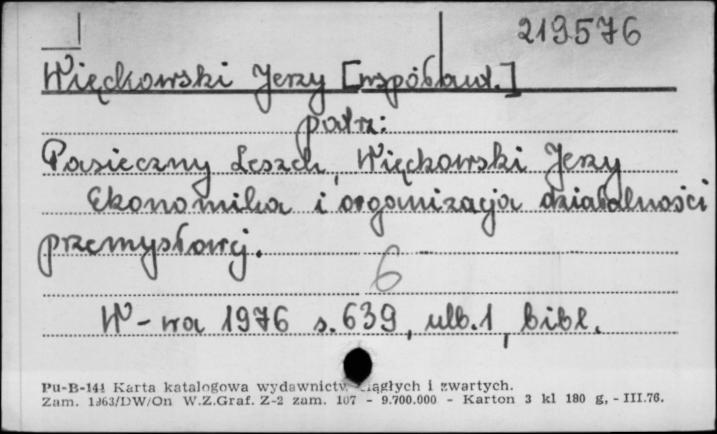 219576
Więckowski Jerzy [współaut.]
patrz:
Pasieczny Leszek, Więckowski Jerzy
Ekonomika i organizacja działalności
przemysłowej.
6
W-wa 1976 s. 639, ulb. 1, bibl.
Pu-B-144 Karta katalogowa wydawnictw ciągłych i zwartych.
Zam. 1363/DW/On W.Z.Graf. Z-2 zam. 107 - 9.700.000 - Karton 3 kl 180 g, - III.76.